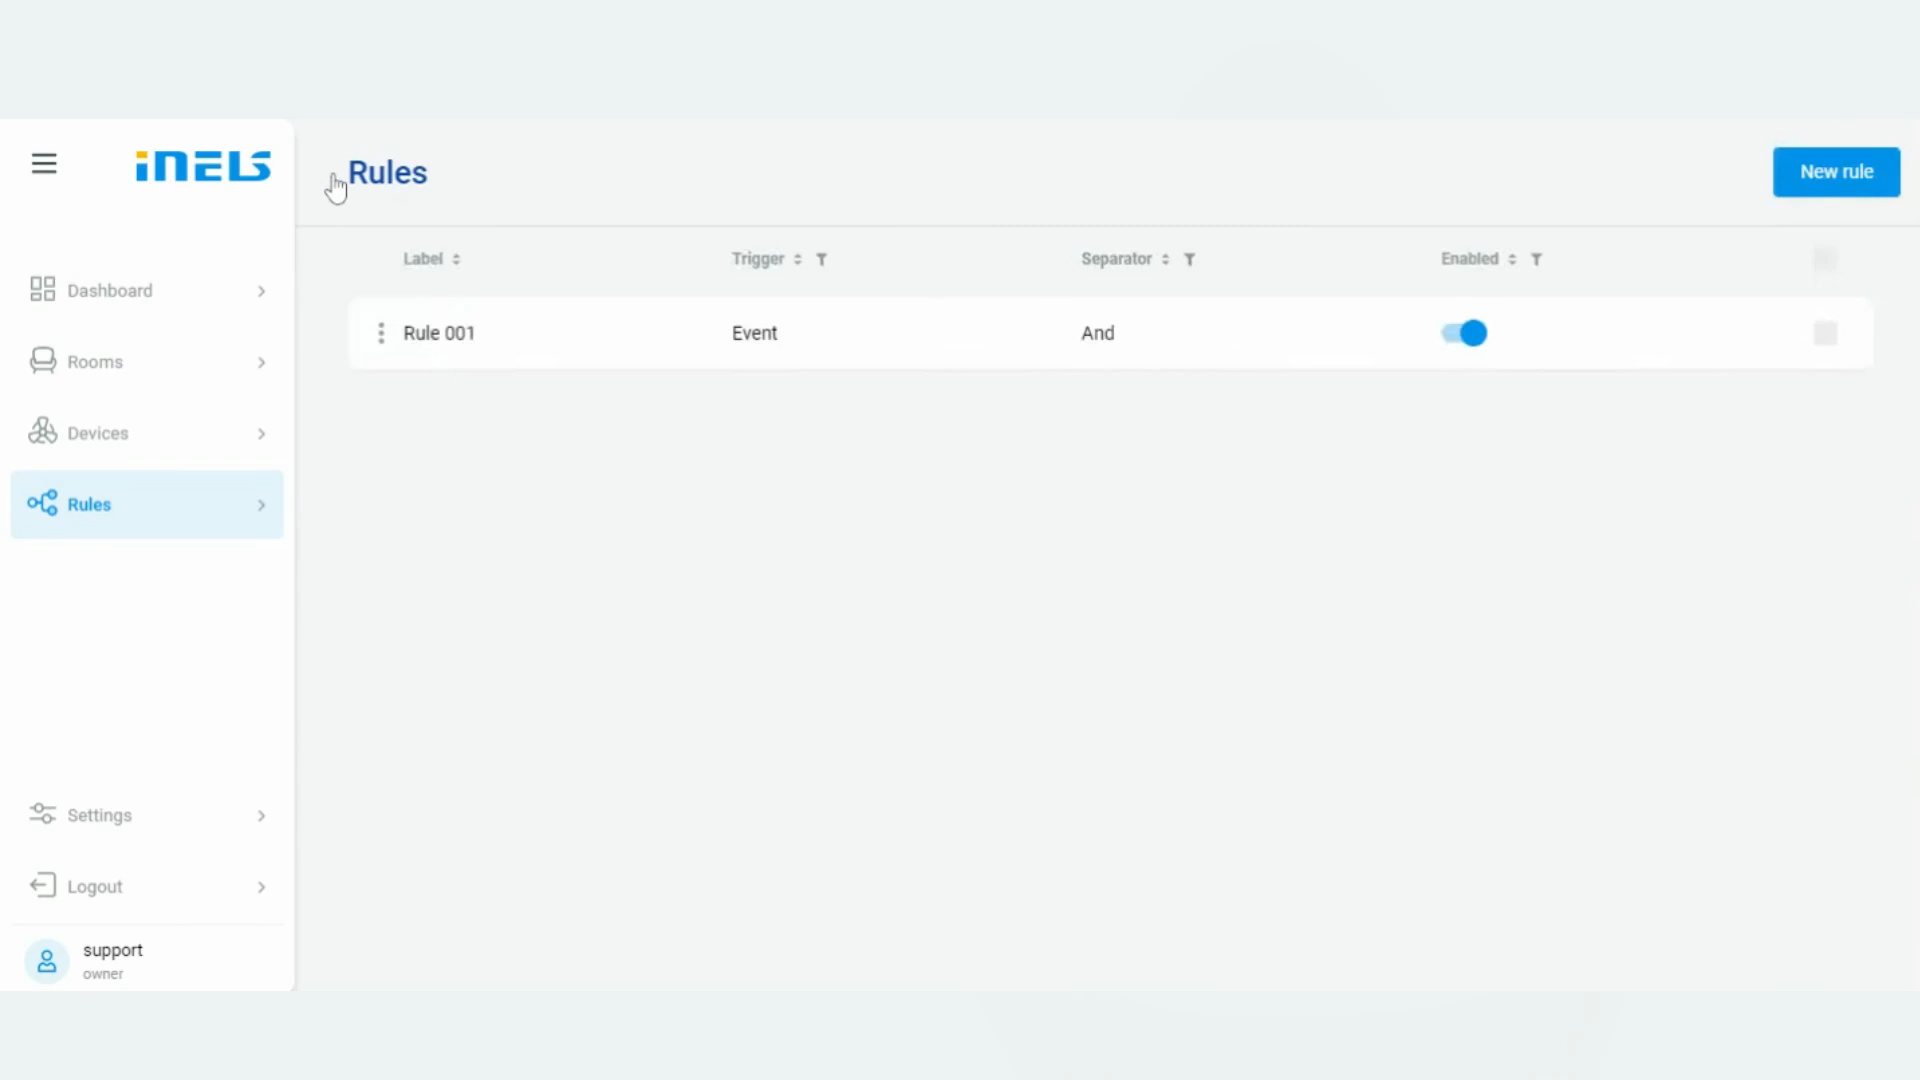 iNELS
Rules
New rule
Label Trigger Separator Enabled
Rule 001 Event And
Dashboard
Rooms
Devices
Rules
Settings
Logout
support
owner